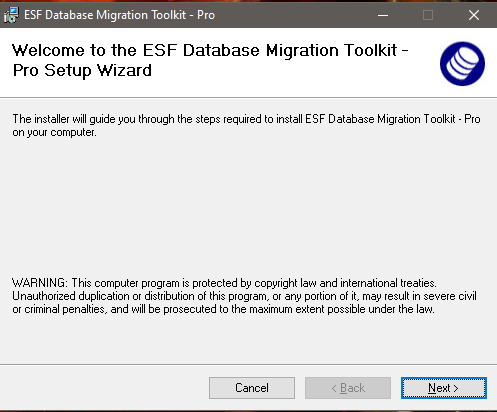 ESF Database Migration Toolkit - Pro
Welcome to the ESF Database Migration Toolkit -
Pro Setup Wizard
The installer will guide you through the steps required to install ESF Database Migration Toolkit - Pro
on your computer.
WARNING: This computer program is protected by copyright law and international treaties.
Unauthorized duplication or distribution of this program, or any portion of it, may result in severe civil
or criminal penalties, and will be prosecuted to the maximum extent possible under the law.
Cancel < Back Next >